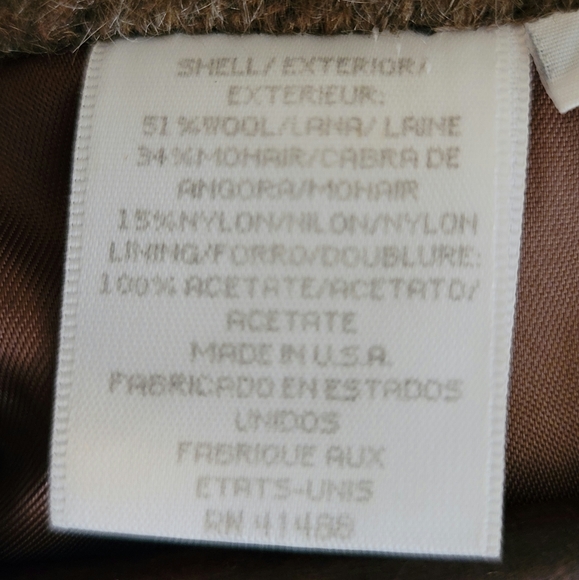 SHELL/EXTERIOR/
EXTERIEUR:
51%WOOL/LANA/LAINE
34%MOHAIR/CABRA DE
ANGORA/MOHAIR
15%NYLON/NILON/NYLON
LINING/FORRO/DOUBLURE:
100% ACETATE/ACETATO/
ACETATE
MADE IN U.S.A.
FABRICADO EN ESTADOS
UNIDOS
FABRIQUE AUX
ETATS-UNIS
RN 41488